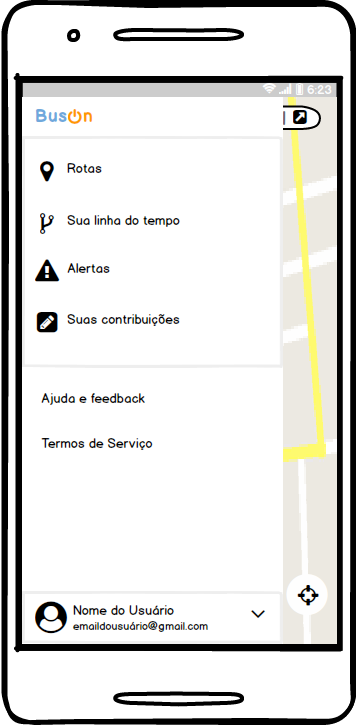 6:23
BusOn
Rotas
Sua linha do tempo
Alertas
Suas contribuições
Ajuda e feedback
Termos de Serviço
Nome do Usuário
emaildousuário@gmail.com